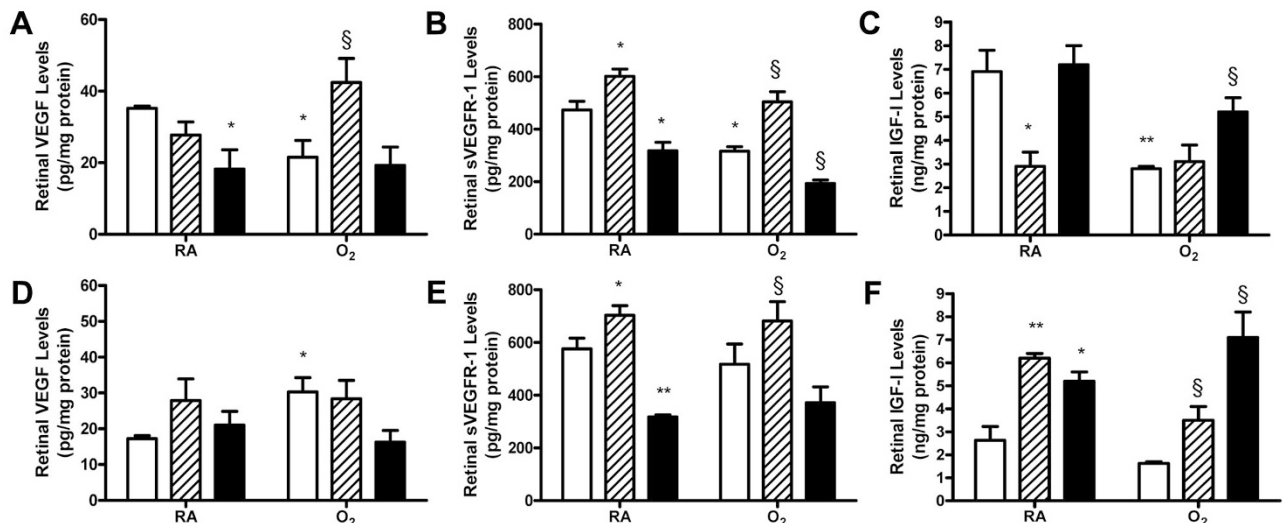 A
Retinal VEGF Levels
(pg/mg protein)
60
40
20
0
*
*
§
RA
O2
B
Retinal sVEGFR-1 Levels
(pg/mg protein)
800
600
400
200
0
*
*
*
§
§
RA
O2
C
Retinal IGF-I Levels
(ng/mg protein)
9
8
7
6
5
4
3
2
1
0
*
**
§
RA
O2
D
Retinal VEGF Levels
(pg/mg protein)
60
50
40
30
20
10
0
*
RA
O2
E
Retinal sVEGFR-1 Levels
(pg/mg protein)
800
600
400
200
0
*
**
§
RA
O2
F
Retinal IGF-I Levels
(ng/mg protein)
9
8
7
6
5
4
3
2
1
0
**
*
§
§
RA
O2